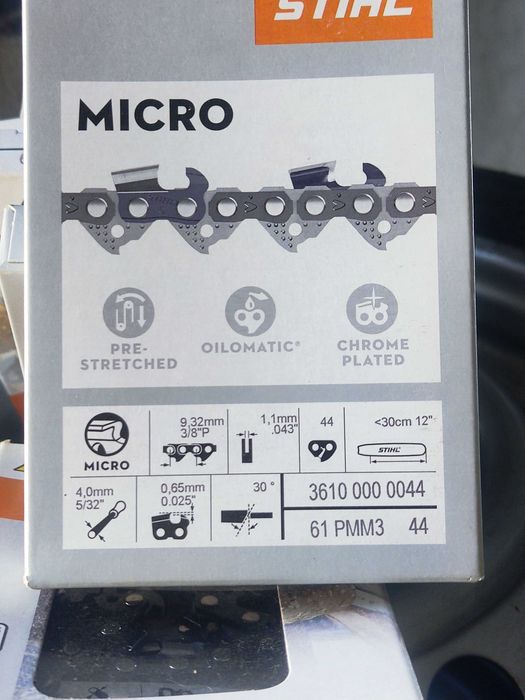 STIHL
MICRO
PRE-
STRETCHED
OILOMATIC®
CHROME
PLATED
MICRO
9,32mm
3/8"P
1,1mm
.043"
44
<30cm 12"
STIHL
4,0mm
5/32"
0,65mm
0.025"
30 °
3610 000 0044
61 PMM3 44